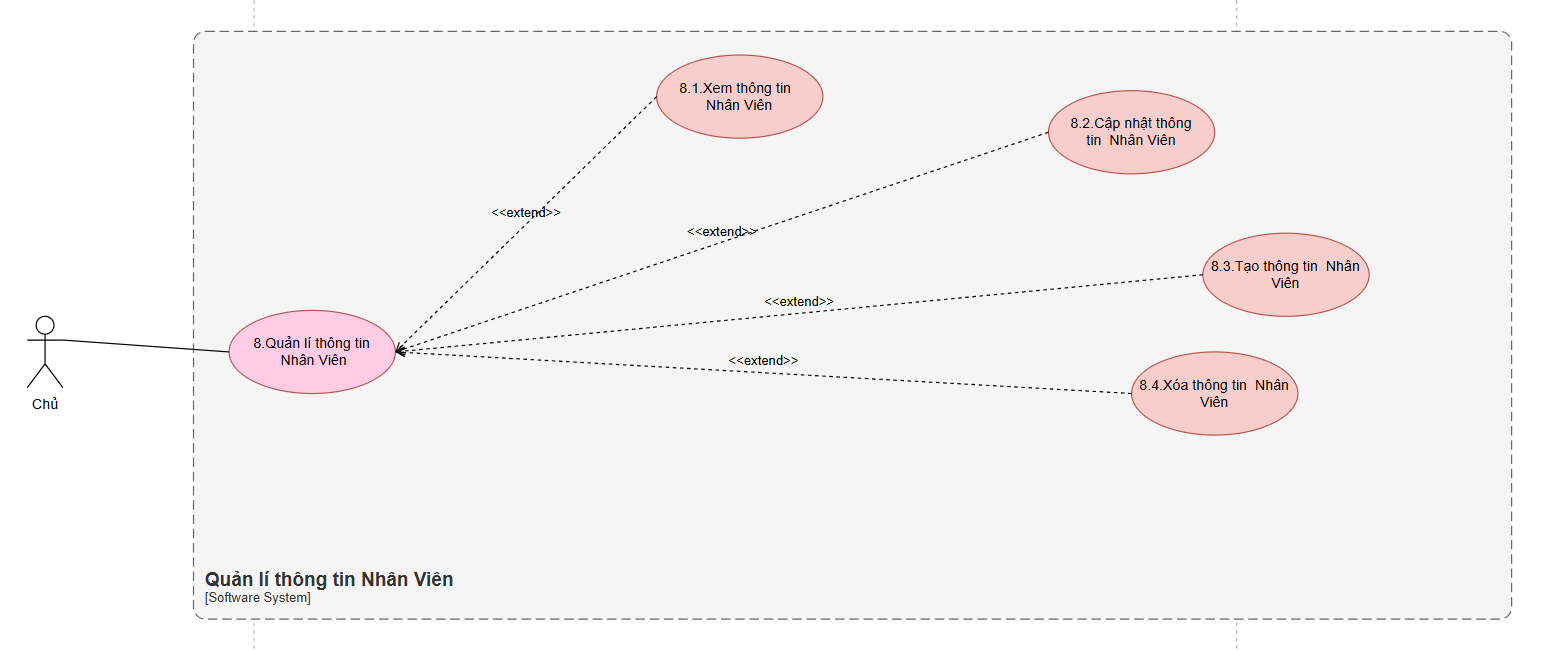 8.1.Xem thông tin
Nhân Viên
8.2.Cập nhật thông
tin  Nhân Viên
<<extend>>
<<extend>>
8.3.Tạo thông tin  Nhân
Viên
<<extend>>
8.Quản lí thông tin
Nhân Viên
<<extend>>
8.4.Xóa thông tin  Nhân
Viên
Chủ
Quản lí thông tin Nhân Viên
[Software System]